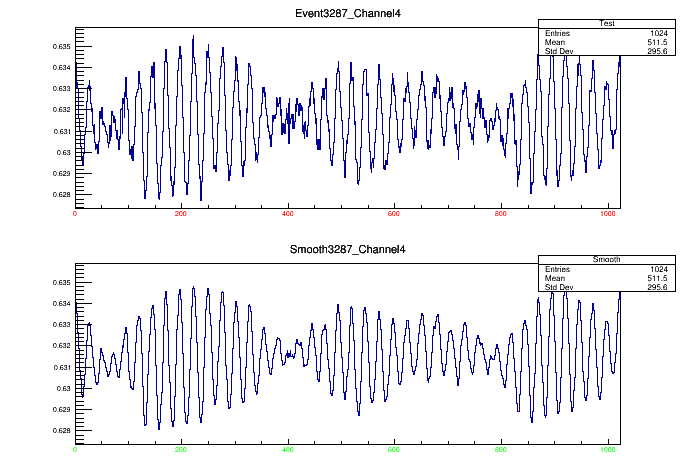 Event3287_Channel4
Test
Entries 1024
Mean 511.5
Std Dev 295.6
0.635
0.634
0.633
0.632
0.631
0.63
0.629
0.628
0 200 400 600 800 1000
Smooth3287_Channel4
Smooth
Entries 1024
Mean 511.5
Std Dev 295.6
0.635
0.634
0.633
0.632
0.631
0.63
0.629
0.628
0 200 400 600 800 1000